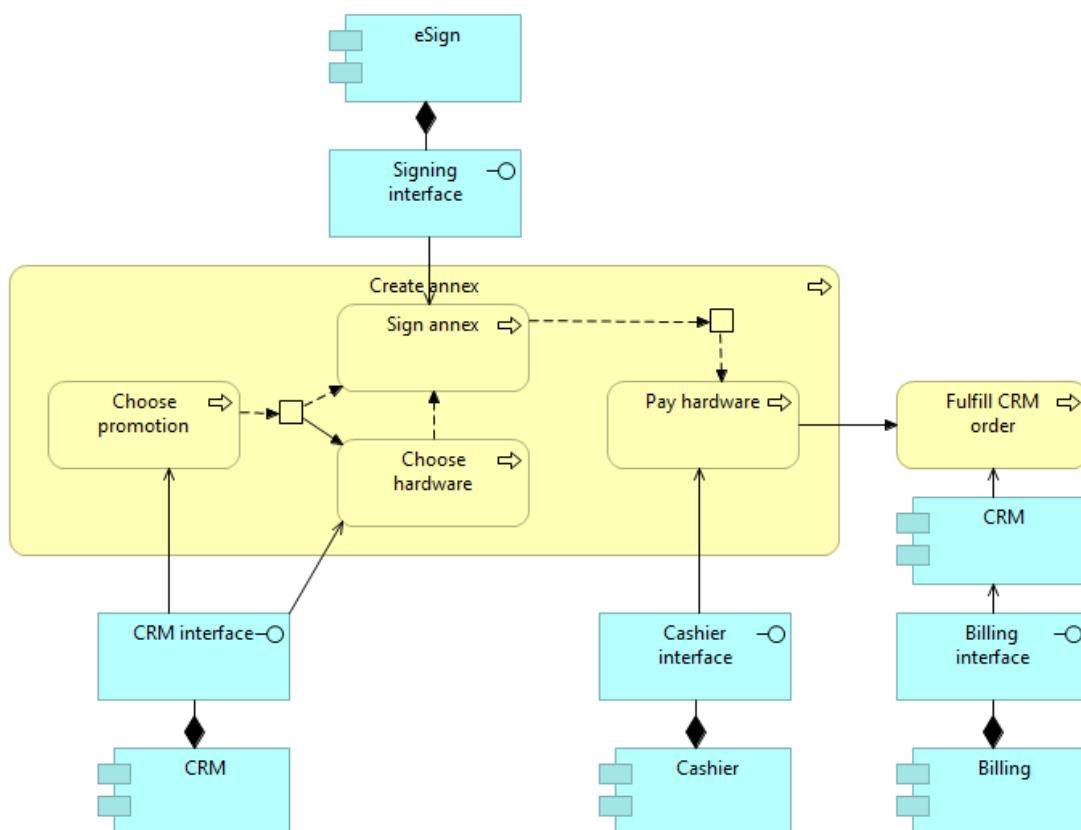 eSign
Signing
interface
Create annex
Sign annex
Choose
promotion
Pay hardware
Fulfill CRM
order
Choose
hardware
CRM
CRM interface
Cashier
interface
Billing
interface
CRM
Cashier
Billing